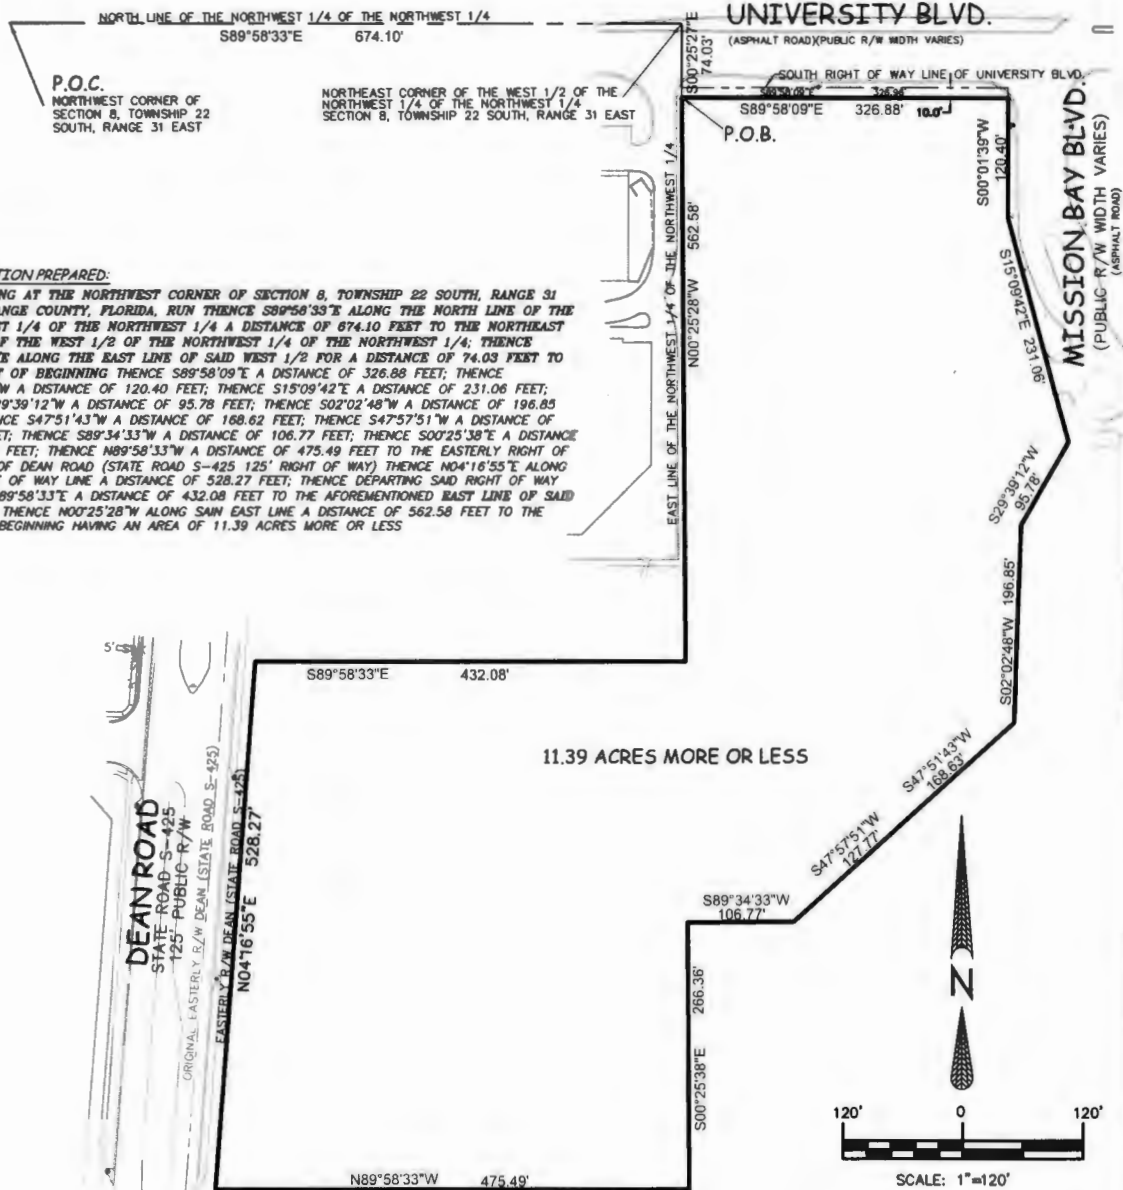 NORTH LINE OF THE NORTHWEST 1/4 OF THE NORTHWEST 1/4
S89°58'33"E 674.10'
UNIVERSITY BLVD.
(ASPHALT ROAD)(PUBLIC R/W WIDTH VARIES)
S00°25'27"E
74.03'
P.O.C.
NORTHWEST CORNER OF
SECTION 8, TOWNSHIP 22
SOUTH, RANGE 31 EAST
NORTHEAST CORNER OF THE WEST 1/2 OF THE
NORTHWEST 1/4 OF THE NORTHWEST 1/4
SECTION 8, TOWNSHIP 22 SOUTH, RANGE 31 EAST
SOUTH RIGHT OF WAY LINE OF UNIVERSITY BLVD.
S89°58'09"E 326.96'
S89°58'09"E 326.88' 10.0'
P.O.B.
S00°01'39"W
120.40'
MISSION BAY BLVD.
(PUBLIC R/W WIDTH VARIES)
(ASPHALT ROAD)
EAST LINE OF THE NORTHWEST 1/4 OF THE NORTHWEST 1/4
N00°25'28"W 562.58'
S15°09'42"E 231.06'
TION PREPARED:
NG AT THE NORTHWEST CORNER OF SECTION 8, TOWNSHIP 22 SOUTH, RANGE 31
NGE COUNTY, FLORIDA, RUN THENCE S89°58'33"E ALONG THE NORTH LINE OF THE
T 1/4 OF THE NORTHWEST 1/4 A DISTANCE OF 674.10 FEET TO THE NORTHEAST
F THE WEST 1/2 OF THE NORTHWEST 1/4 OF THE NORTHWEST 1/4; THENCE
E ALONG THE EAST LINE OF SAID WEST 1/2 FOR A DISTANCE OF 74.03 FEET TO
T OF BEGINNING THENCE S89°58'09"E A DISTANCE OF 326.88 FEET; THENCE
W A DISTANCE OF 120.40 FEET; THENCE S15°09'42"E A DISTANCE OF 231.06 FEET;
9°39'12"W A DISTANCE OF 95.78 FEET; THENCE S02°02'48"W A DISTANCE OF 196.85
NCE S47°51'43"W A DISTANCE OF 168.62 FEET; THENCE S47°57'51"W A DISTANCE OF
ET; THENCE S89°34'33"W A DISTANCE OF 106.77 FEET; THENCE S00°25'38"E A DISTANCE
FEET; THENCE N89°58'33"W A DISTANCE OF 475.49 FEET TO THE EASTERLY RIGHT OF
OF DEAN ROAD (STATE ROAD S-425 125' RIGHT OF WAY) THENCE N04°16'55"E ALONG
OF WAY LINE A DISTANCE OF 528.27 FEET; THENCE DEPARTING SAID RIGHT OF WAY
89°58'33"E A DISTANCE OF 432.08 FEET TO THE AFOREMENTIONED EAST LINE OF SAID
THENCE N00°25'28"W ALONG SAIN EAST LINE A DISTANCE OF 562.58 FEET TO THE
BEGINNING HAVING AN AREA OF 11.39 ACRES MORE OR LESS
S29°39'12"W
95.78'
S02°02'48"W 196.85'
5'
S89°58'33"E 432.08'
11.39 ACRES MORE OR LESS
S47°51'43"W
168.63'
S47°57'51"W
127.77'
S89°34'33"W
106.77'
DEAN ROAD
STATE ROAD S-425
125' PUBLIC R/W
ORIGINAL EASTERLY R/W DEAN (STATE ROAD S-425)
EASTERLY R/W DEAN (STATE ROAD S-425)
N04°16'55"E 528.27'
S00°25'38"E 266.36'
N
120' 0 120'
SCALE: 1"=120'
N89°58'33"W 475.49'